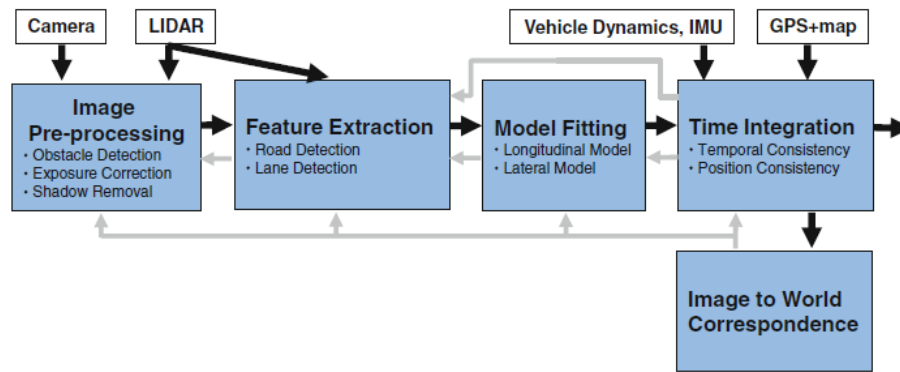 Camera
LIDAR
Vehicle Dynamics, IMU
GPS+map
Image
Pre-processing
· Obstacle Detection
· Exposure Correction
· Shadow Removal
Feature Extraction
· Road Detection
· Lane Detection
Model Fitting
· Longitudinal Model
· Lateral Model
Time Integration
· Temporal Consistency
· Position Consistency
Image to World
Correspondence